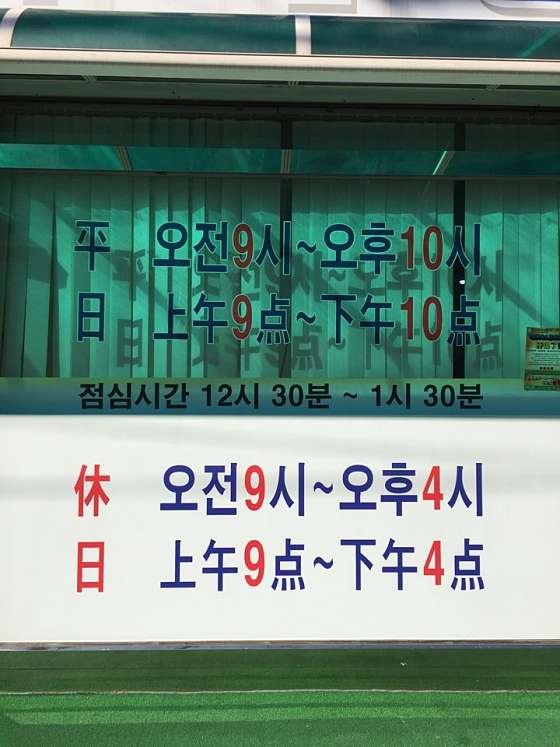 平 오전9시~오후10시
日 上午9点~下午10点
점심시간 12시 30분 ~ 1시 30분
休 오전9시~오후4시
日 上午9点~下午4点